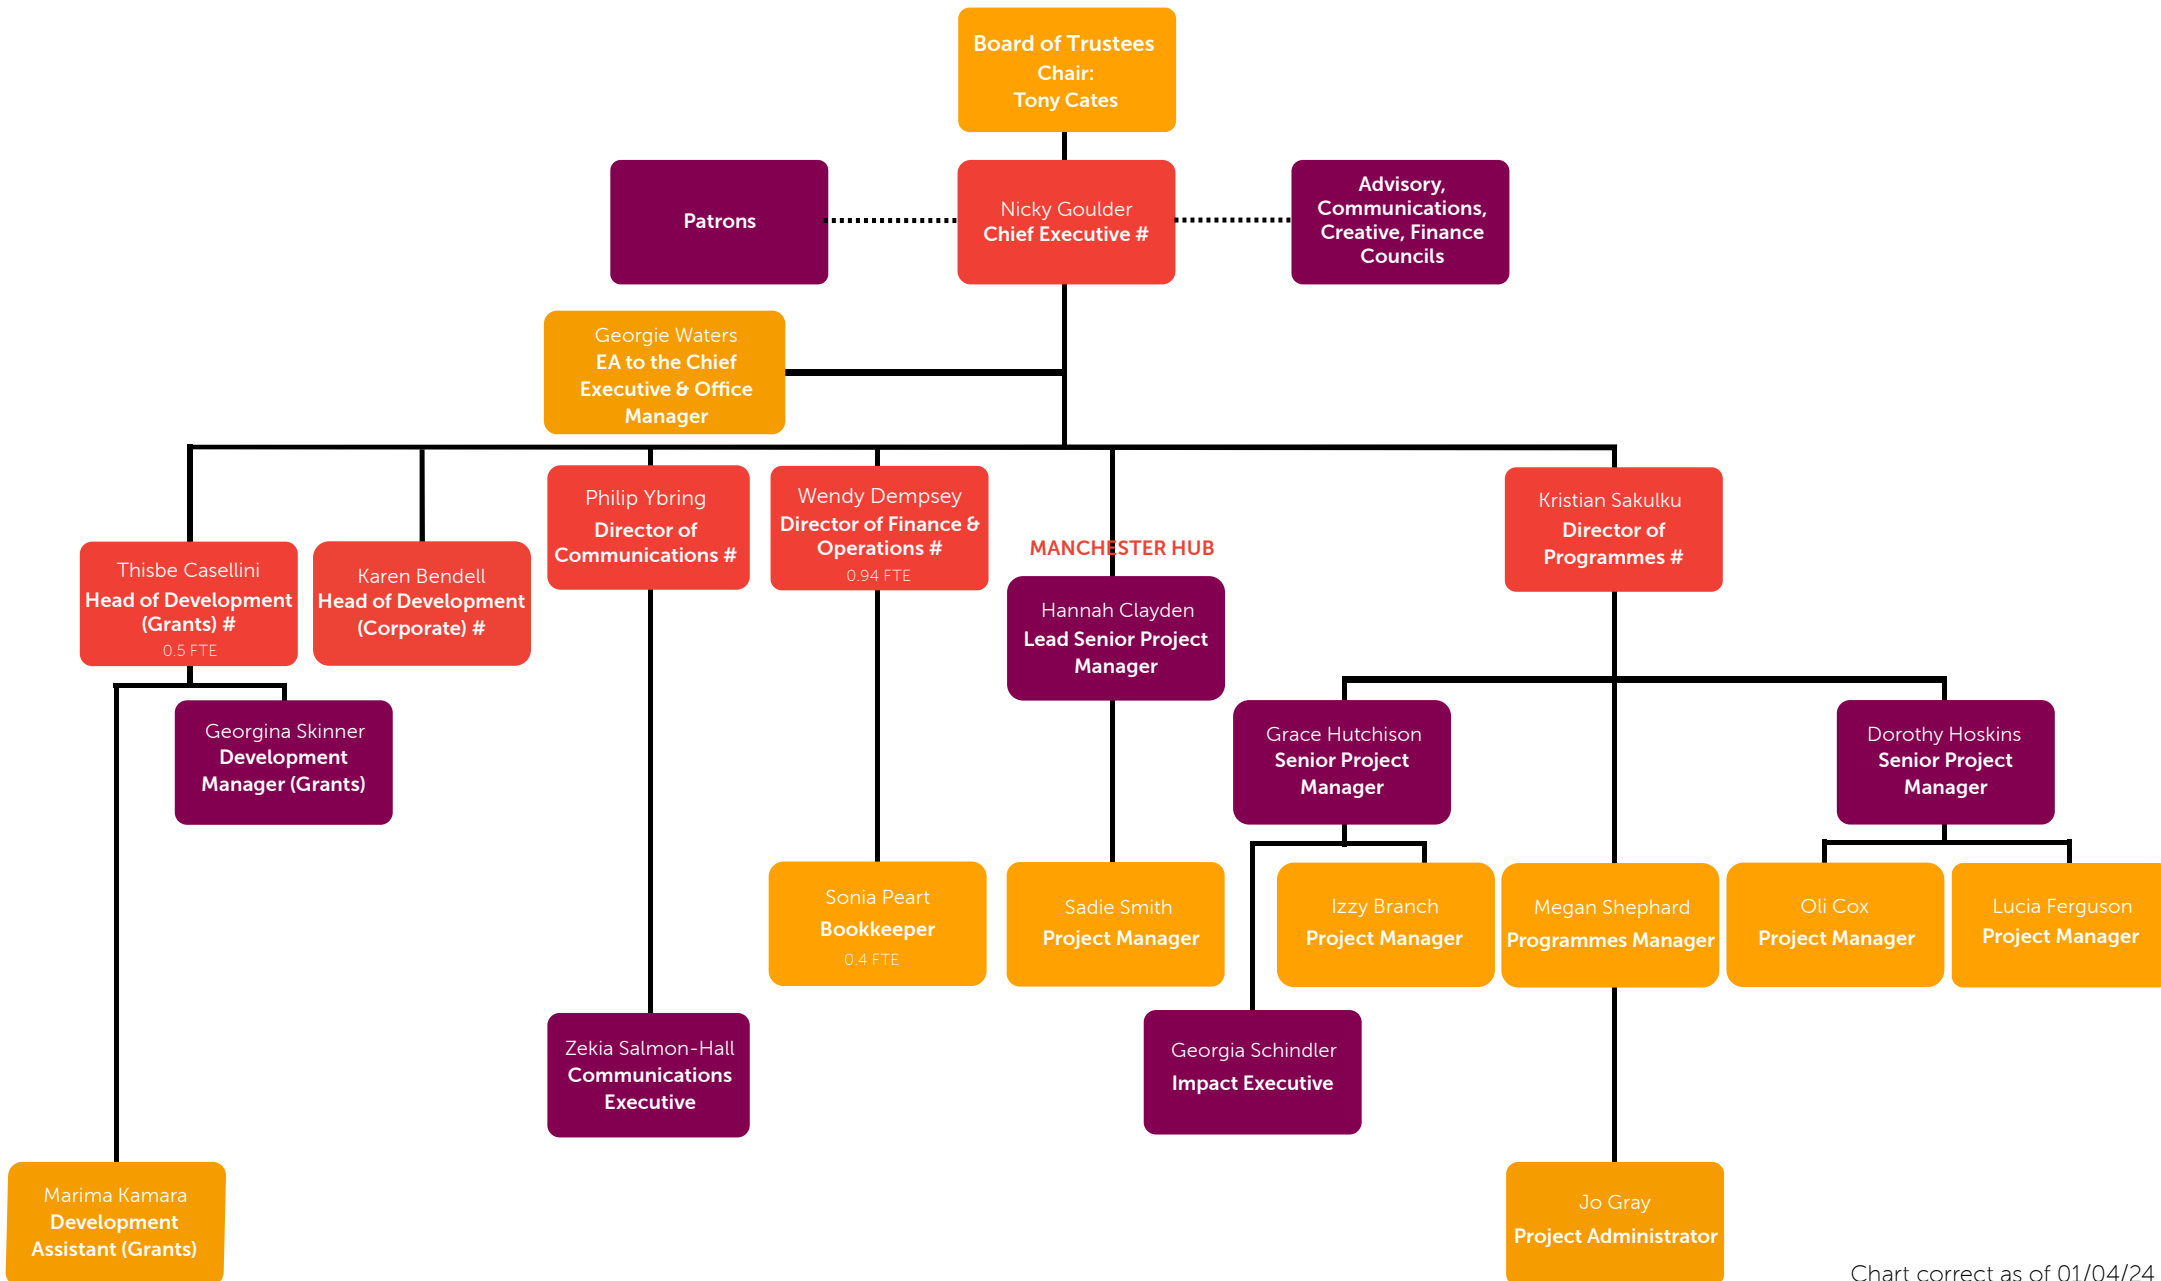 Board of Trustees
Chair:
Tony Cates
Patrons
Nicky Goulder
Chief Executive #
Advisory,
Communications,
Creative, Finance
Councils
Georgie Waters
EA to the Chief
Executive & Office
Manager
Thisbe Casellini
Head of Development
(Grants) #
0.5 FTE
Karen Bendell
Head of Development
(Corporate) #
Philip Ybring
Director of
Communications #
Wendy Dempsey
Director of Finance &
Operations #
0.94 FTE
MANCHESTER HUB
Hannah Clayden
Lead Senior Project
Manager
Kristian Sakulku
Director of
Programmes #
Georgina Skinner
Development
Manager (Grants)
Grace Hutchison
Senior Project
Manager
Dorothy Hoskins
Senior Project
Manager
Sonia Peart
Bookkeeper
0.4 FTE
Sadie Smith
Project Manager
Izzy Branch
Project Manager
Megan Shephard
Programmes Manager
Oli Cox
Project Manager
Lucia Ferguson
Project Manager
Zekia Salmon-Hall
Communications
Executive
Georgia Schindler
Impact Executive
Marima Kamara
Development
Assistant (Grants)
Jo Gray
Project Administrator
Chart correct as of 01/04/24